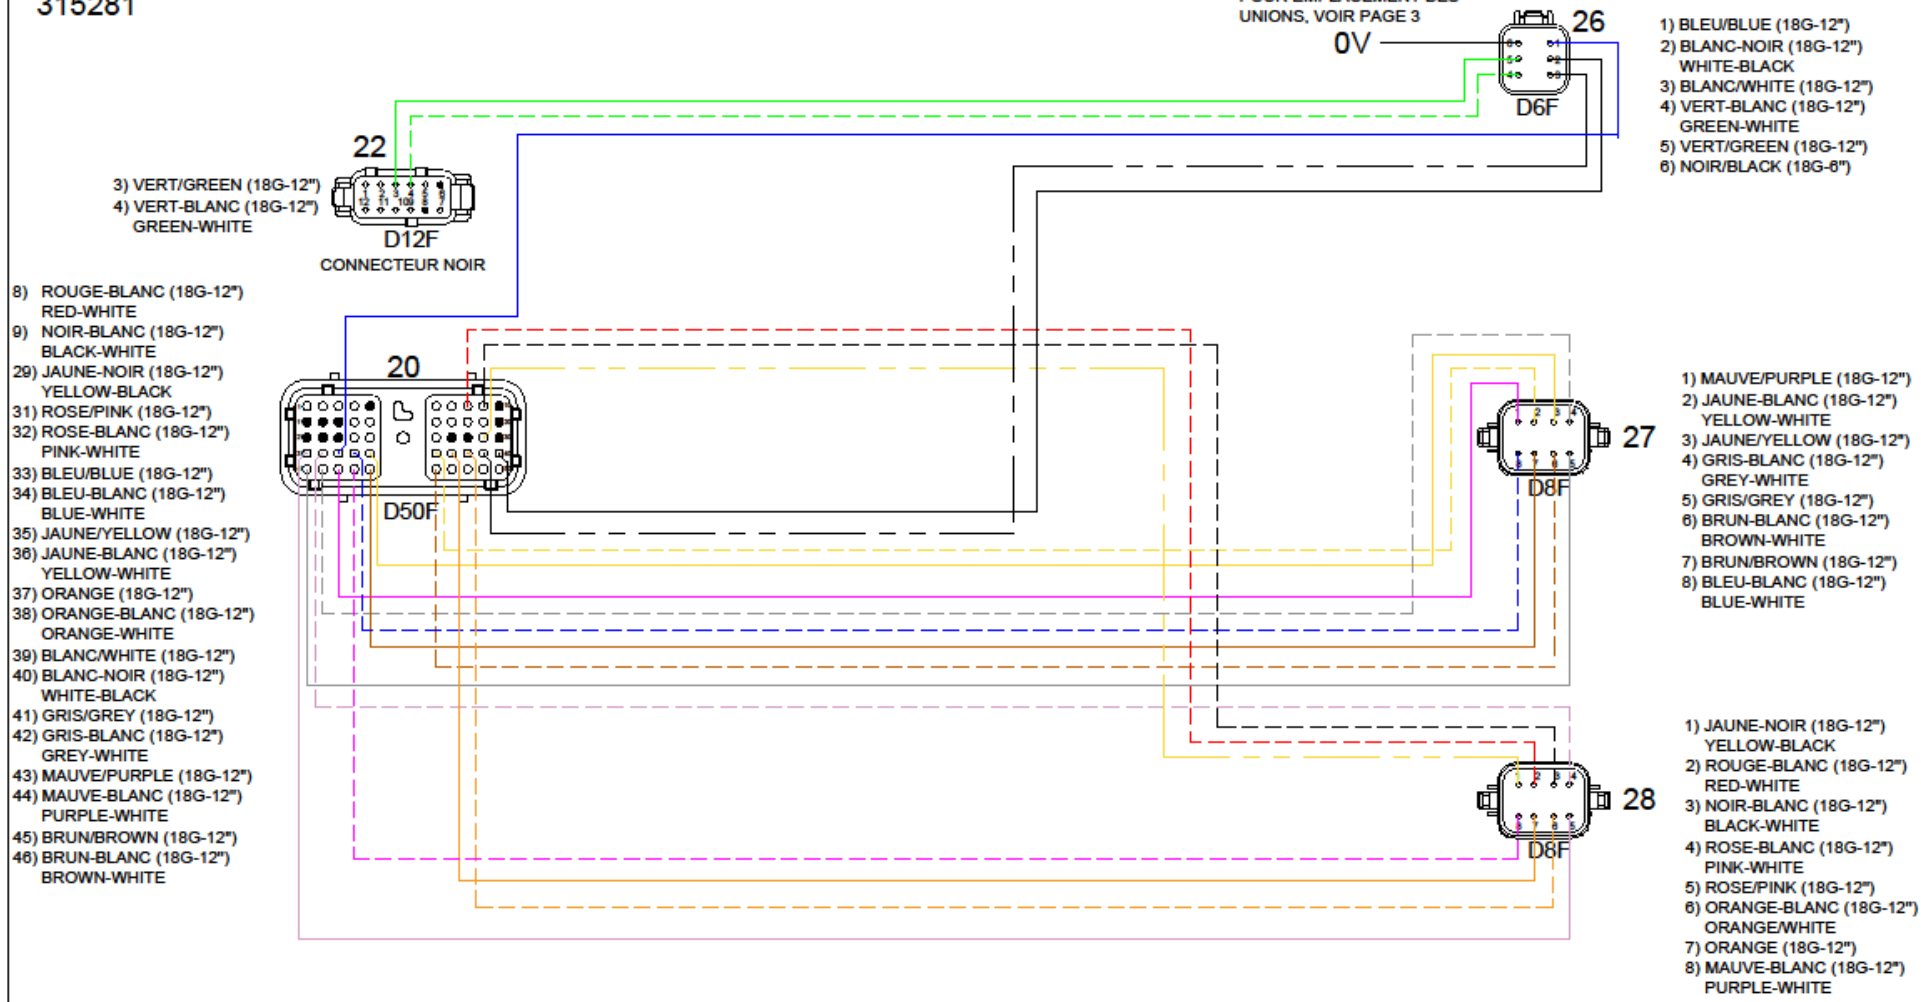 315281
UNIONS, VOIR PAGE 3
0V
26
D6F
1) BLEU/BLUE (18G-12")
2) BLANC-NOIR (18G-12")
WHITE-BLACK
3) BLANC/WHITE (18G-12")
4) VERT-BLANC (18G-12")
GREEN-WHITE
5) VERT/GREEN (18G-12")
6) NOIR/BLACK (18G-6")
22
3) VERT/GREEN (18G-12")
4) VERT-BLANC (18G-12")
GREEN-WHITE
D12F
CONNECTEUR NOIR
8) ROUGE-BLANC (18G-12")
RED-WHITE
9) NOIR-BLANC (18G-12")
BLACK-WHITE
29) JAUNE-NOIR (18G-12")
YELLOW-BLACK
31) ROSE/PINK (18G-12")
32) ROSE-BLANC (18G-12")
PINK-WHITE
33) BLEU/BLUE (18G-12")
34) BLEU-BLANC (18G-12")
BLUE-WHITE
35) JAUNE/YELLOW (18G-12")
36) JAUNE-BLANC (18G-12")
YELLOW-WHITE
37) ORANGE (18G-12")
38) ORANGE-BLANC (18G-12")
ORANGE-WHITE
39) BLANC/WHITE (18G-12")
40) BLANC-NOIR (18G-12")
WHITE-BLACK
41) GRIS/GREY (18G-12")
42) GRIS-BLANC (18G-12")
GREY-WHITE
43) MAUVE/PURPLE (18G-12")
44) MAUVE-BLANC (18G-12")
PURPLE-WHITE
45) BRUN/BROWN (18G-12")
46) BRUN-BLANC (18G-12")
BROWN-WHITE
20
D50F
27
D8F
1) MAUVE/PURPLE (18G-12")
2) JAUNE-BLANC (18G-12")
YELLOW-WHITE
3) JAUNE/YELLOW (18G-12")
4) GRIS-BLANC (18G-12")
GREY-WHITE
5) GRIS/GREY (18G-12")
6) BRUN-BLANC (18G-12")
BROWN-WHITE
7) BRUN/BROWN (18G-12")
8) BLEU-BLANC (18G-12")
BLUE-WHITE
28
D8F
1) JAUNE-NOIR (18G-12")
YELLOW-BLACK
2) ROUGE-BLANC (18G-12")
RED-WHITE
3) NOIR-BLANC (18G-12")
BLACK-WHITE
4) ROSE-BLANC (18G-12")
PINK-WHITE
5) ROSE/PINK (18G-12")
6) ORANGE-BLANC (18G-12")
ORANGE/WHITE
7) ORANGE (18G-12")
8) MAUVE-BLANC (18G-12")
PURPLE-WHITE